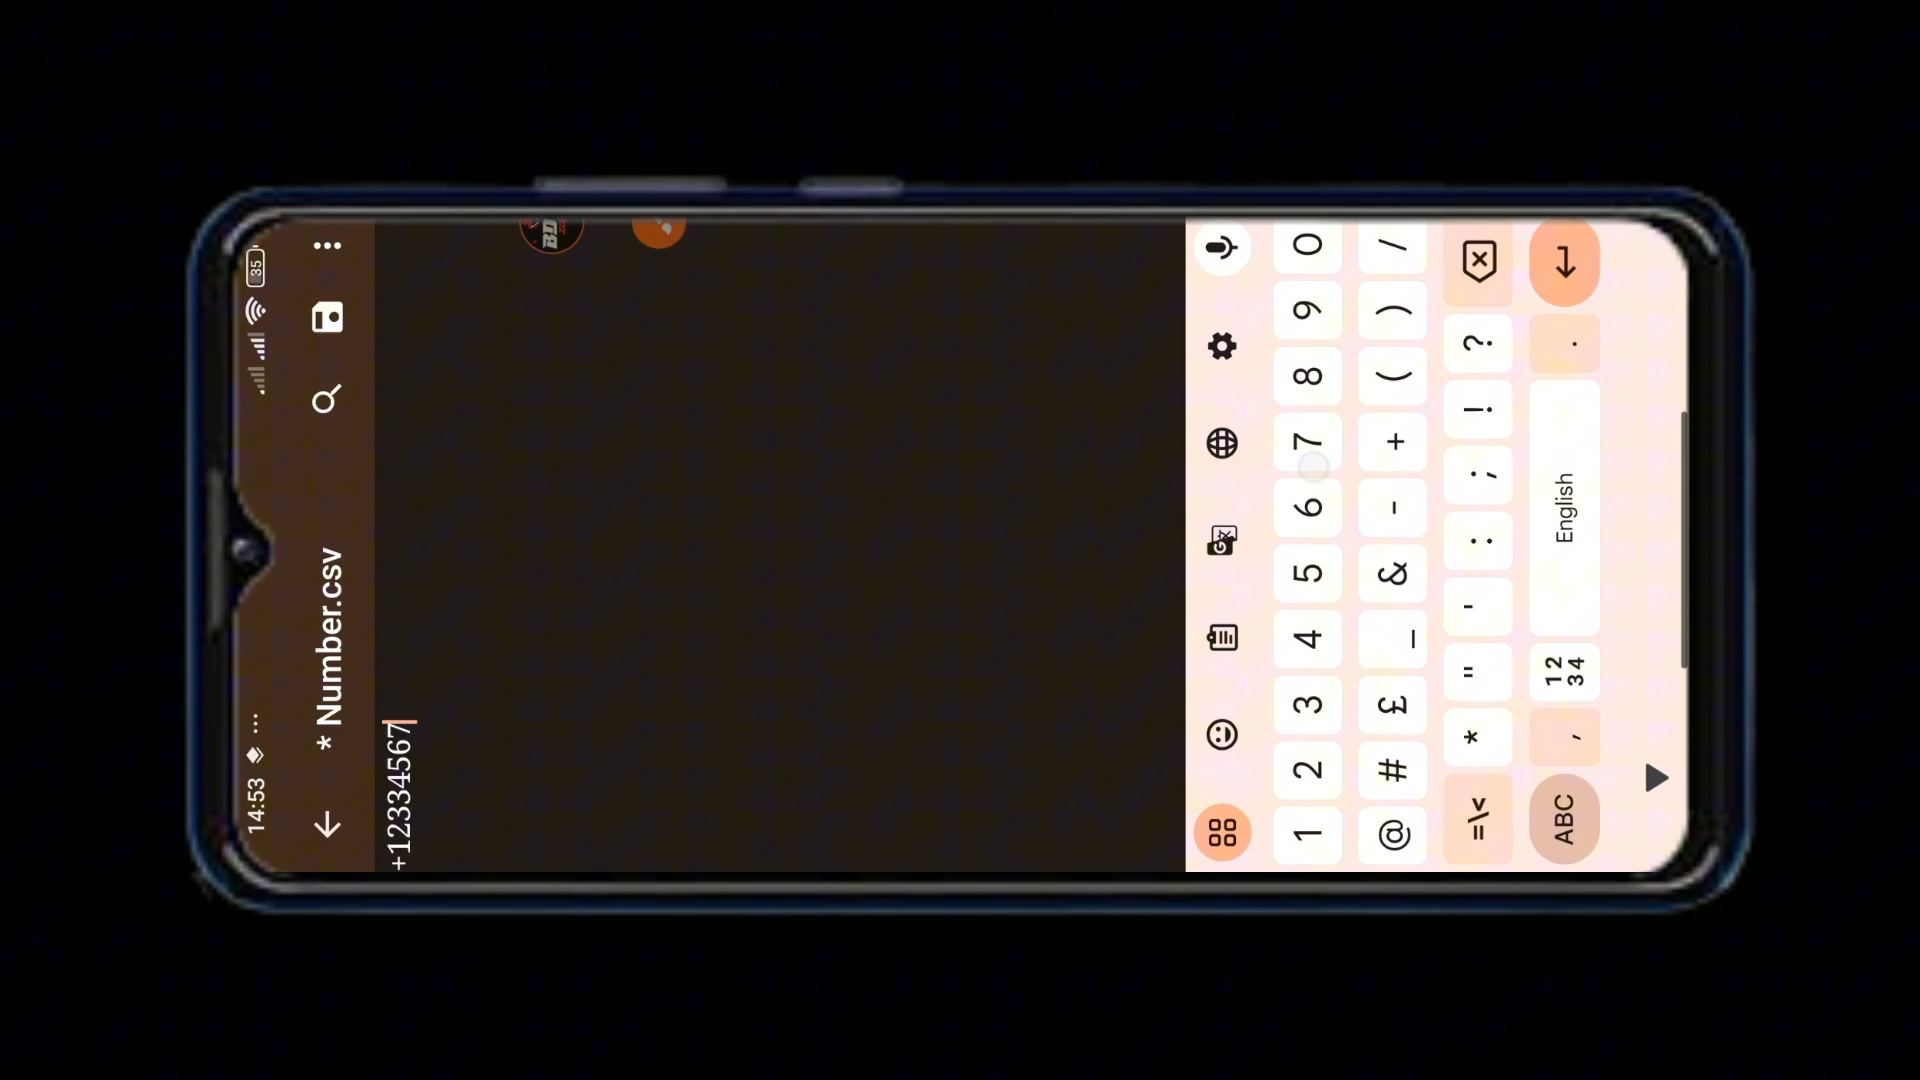 14:53 ... 35
* Number.csv
+12334567
1 2 3 4 5 6 7 8 9 0
@ # £ _ & - + ( ) /
=\< * " ' : ; ! ?
ABC , 12 34 English .
BD